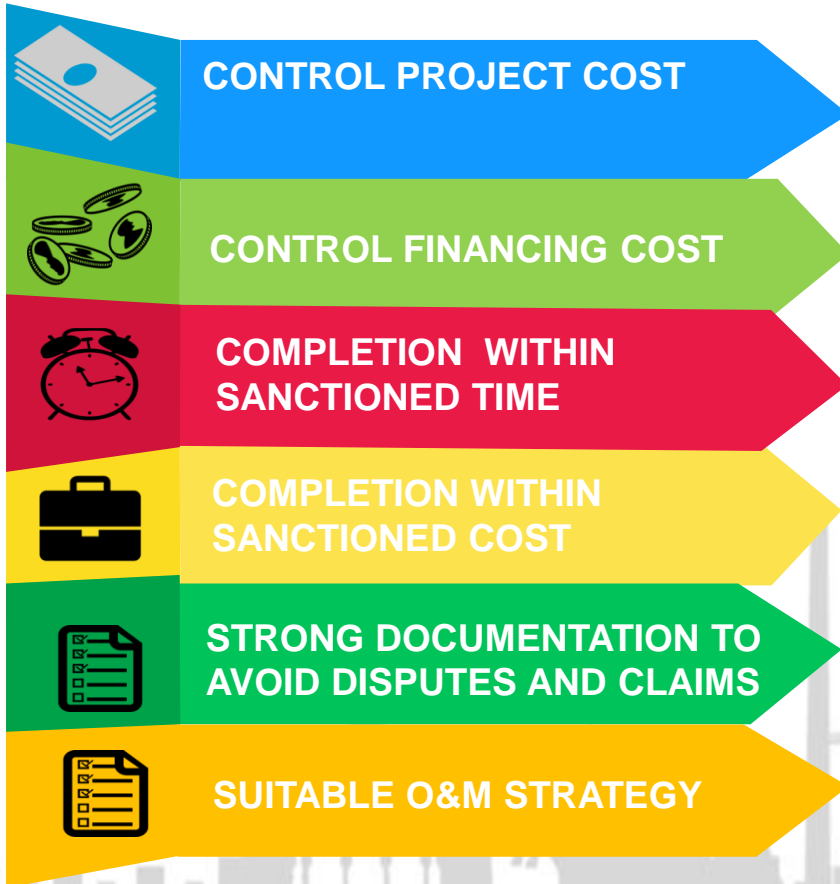 CONTROL PROJECT COST
CONTROL FINANCING COST
COMPLETION WITHIN
SANCTIONED TIME
COMPLETION WITHIN
SANCTIONED COST
STRONG DOCUMENTATION TO
AVOID DISPUTES AND CLAIMS
SUITABLE O&M STRATEGY